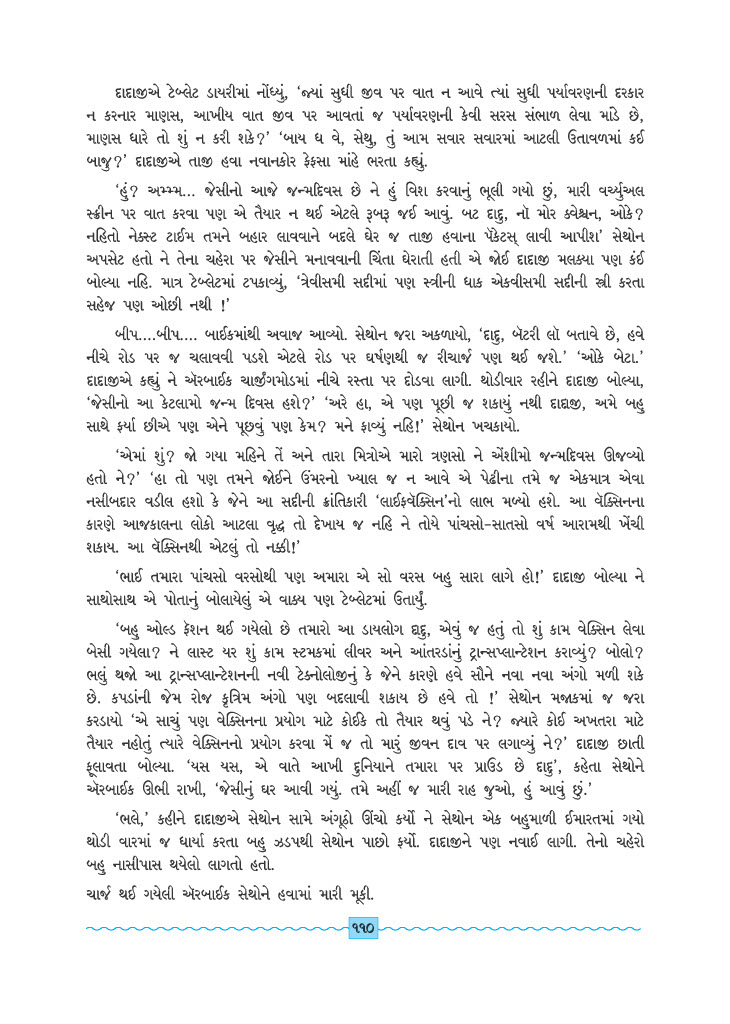 દાદાજીએ ટેબ્લેટ ડાયરીમાં નોંધ્યું, ‘જ્યાં સુધી જીવ પર વાત ન આવે ત્યાં સુધી પર્યાવરણની દરકાર
ન કરનાર માણસ, આખીય વાત જીવ પર આવતાં જ પર્યાવરણની કેવી સરસ સંભાળ લેવા માંડે છે,
માણસ ધારે તો શું ન કરી શકે?’ ‘બાય ધ વે, સેથુ, તું આમ સવાર સવારમાં આટલી ઉતાવળમાં કઈ
બાજુ?’ દાદાજીએ તાજી હવા નવાનકોર ફેફસા માંહે ભરતા કહ્યું.
‘હું? અમ્મ્મ... જેસીનો આજે જન્મદિવસ છે ને હું વિશ કરવાનું ભૂલી ગયો છું, મારી વર્ચ્યુઅલ
સ્ક્રીન પર વાત કરવા પણ એ તૈયાર ન થઈ એટલે રૂબરૂ જઈ આવું. બટ દાદુ, નૉ મોર ક્વેશ્ચન, ઓકે?
નહિતો નેક્સ્ટ ટાઈમ તમને બહાર લાવવાને બદલે ઘેર જ તાજી હવાના પૅકેટસ્ લાવી આપીશ’ સેથોન
અપસેટ હતો ને તેના ચહેરા પર જેસીને મનાવવાની ચિંતા ઘેરાતી હતી એ જોઈ દાદાજી મલક્યા પણ કંઈ
બોલ્યા નહિ. માત્ર ટેબ્લેટમાં ટપકાવ્યું, ‘ત્રેવીસમી સદીમાં પણ સ્ત્રીની ધાક એકવીસમી સદીની સ્ત્રી કરતા
સહેજ પણ ઓછી નથી !’
બીપ....બીપ.... બાઈકમાંથી અવાજ આવ્યો. સેથોન જરા અકળાયો, ‘દાદુ, બૅટરી લૉ બતાવે છે, હવે
નીચે રોડ પર જ ચલાવવી પડશે એટલે રોડ પર ઘર્ષણથી જ રીચાર્જ પણ થઈ જશે.’ ‘ઓકે બેટા.’
દાદાજીએ કહ્યું ને ઍરબાઈક ચાર્જીંગમોડમાં નીચે રસ્તા પર દોડવા લાગી. થોડીવાર રહીને દાદાજી બોલ્યા,
‘જેસીનો આ કેટલામો જન્મ દિવસ હશે?’ ‘અરે હા, એ પણ પૂછી જ શકાયું નથી દાદાજી, અમે બહુ
સાથે ફર્યા છીએ પણ એને પૂછવું પણ કેમ? મને ફાવ્યું નહિ!’ સેથોન ખચકાયો.
‘એમાં શું? જો ગયા મહિને તેં અને તારા મિત્રોએ મારો ત્રણસો ને એંશીમો જન્મદિવસ ઊજવ્યો
હતો ને?’ ‘હા તો પણ તમને જોઈને ઉંમરનો ખ્યાલ જ ન આવે એ પેઢીના તમે જ એકમાત્ર એવા
નસીબદાર વડીલ હશો કે જેને આ સદીની ક્રાંતિકારી ‘લાઈફવૅક્સિન’નો લાભ મળ્યો હશે. આ વૅક્સિનના
કારણે આજકાલના લોકો આટલા વૃદ્ધ તો દેખાય જ નહિ ને તોયે પાંચસો-સાતસો વર્ષ આરામથી ખેંચી
શકાય. આ વૅક્સિનથી એટલું તો નક્કી!’
‘ભાઈ તમારા પાંચસો વરસોથી પણ અમારા એ સો વરસ બહુ સારા લાગે હો!’ દાદાજી બોલ્યા ને
સાથોસાથ એ પોતાનું બોલાયેલું એ વાક્ય પણ ટેબ્લેટમાં ઉતાર્યું.
‘બહુ ઓલ્ડ ફૅશન થઈ ગયેલો છે તમારો આ ડાયલોગ દાદુ, એવું જ હતું તો શું કામ વેક્સિન લેવા
બેસી ગયેલા? ને લાસ્ટ યર શું કામ સ્ટમકમાં લીવર અને આંતરડાંનું ટ્રાન્સપ્લાન્ટેશન કરાવ્યું? બોલો?
ભલું થજો આ ટ્રાન્સપ્લાન્ટેશનની નવી ટેક્નોલોજીનું કે જેને કારણે હવે સૌને નવા નવા અંગો મળી શકે
છે. કપડાંની જેમ રોજ કૃત્રિમ અંગો પણ બદલાવી શકાય છે હવે તો !’ સેથોન મજાકમાં જ જરા
કરડાયો ‘એ સાચું પણ વેક્સિનના પ્રયોગ માટે કોઈકે તો તૈયાર થવું પડે ને? જ્યારે કોઈ અખતરા માટે
તૈયાર નહોતું ત્યારે વેક્સિનનો પ્રયોગ કરવા મેં જ તો મારું જીવન દાવ પર લગાવ્યું ને?’ દાદાજી છાતી
ફૂલાવતા બોલ્યા. ‘યસ યસ, એ વાતે આખી દુનિયાને તમારા પર પ્રાઉડ છે દાદુ’, કહેતા સેથોને
ઍરબાઈક ઊભી રાખી, ‘જેસીનું ઘર આવી ગયું. તમે અહીં જ મારી રાહ જુઓ, હું આવું છું.’
‘ભલે,’ કહીને દાદાજીએ સેથોન સામે અંગૂઠો ઊંચો કર્યો ને સેથોન એક બહુમાળી ઈમારતમાં ગયો
થોડી વારમાં જ ધાર્યા કરતા બહુ ઝડપથી સેથોન પાછો ફર્યો. દાદાજીને પણ નવાઈ લાગી. તેનો ચહેરો
બહુ નાસીપાસ થયેલો લાગતો હતો.
ચાર્જ થઈ ગયેલી ઍરબાઈક સેથોને હવામાં મારી મૂકી.
૧૧૦